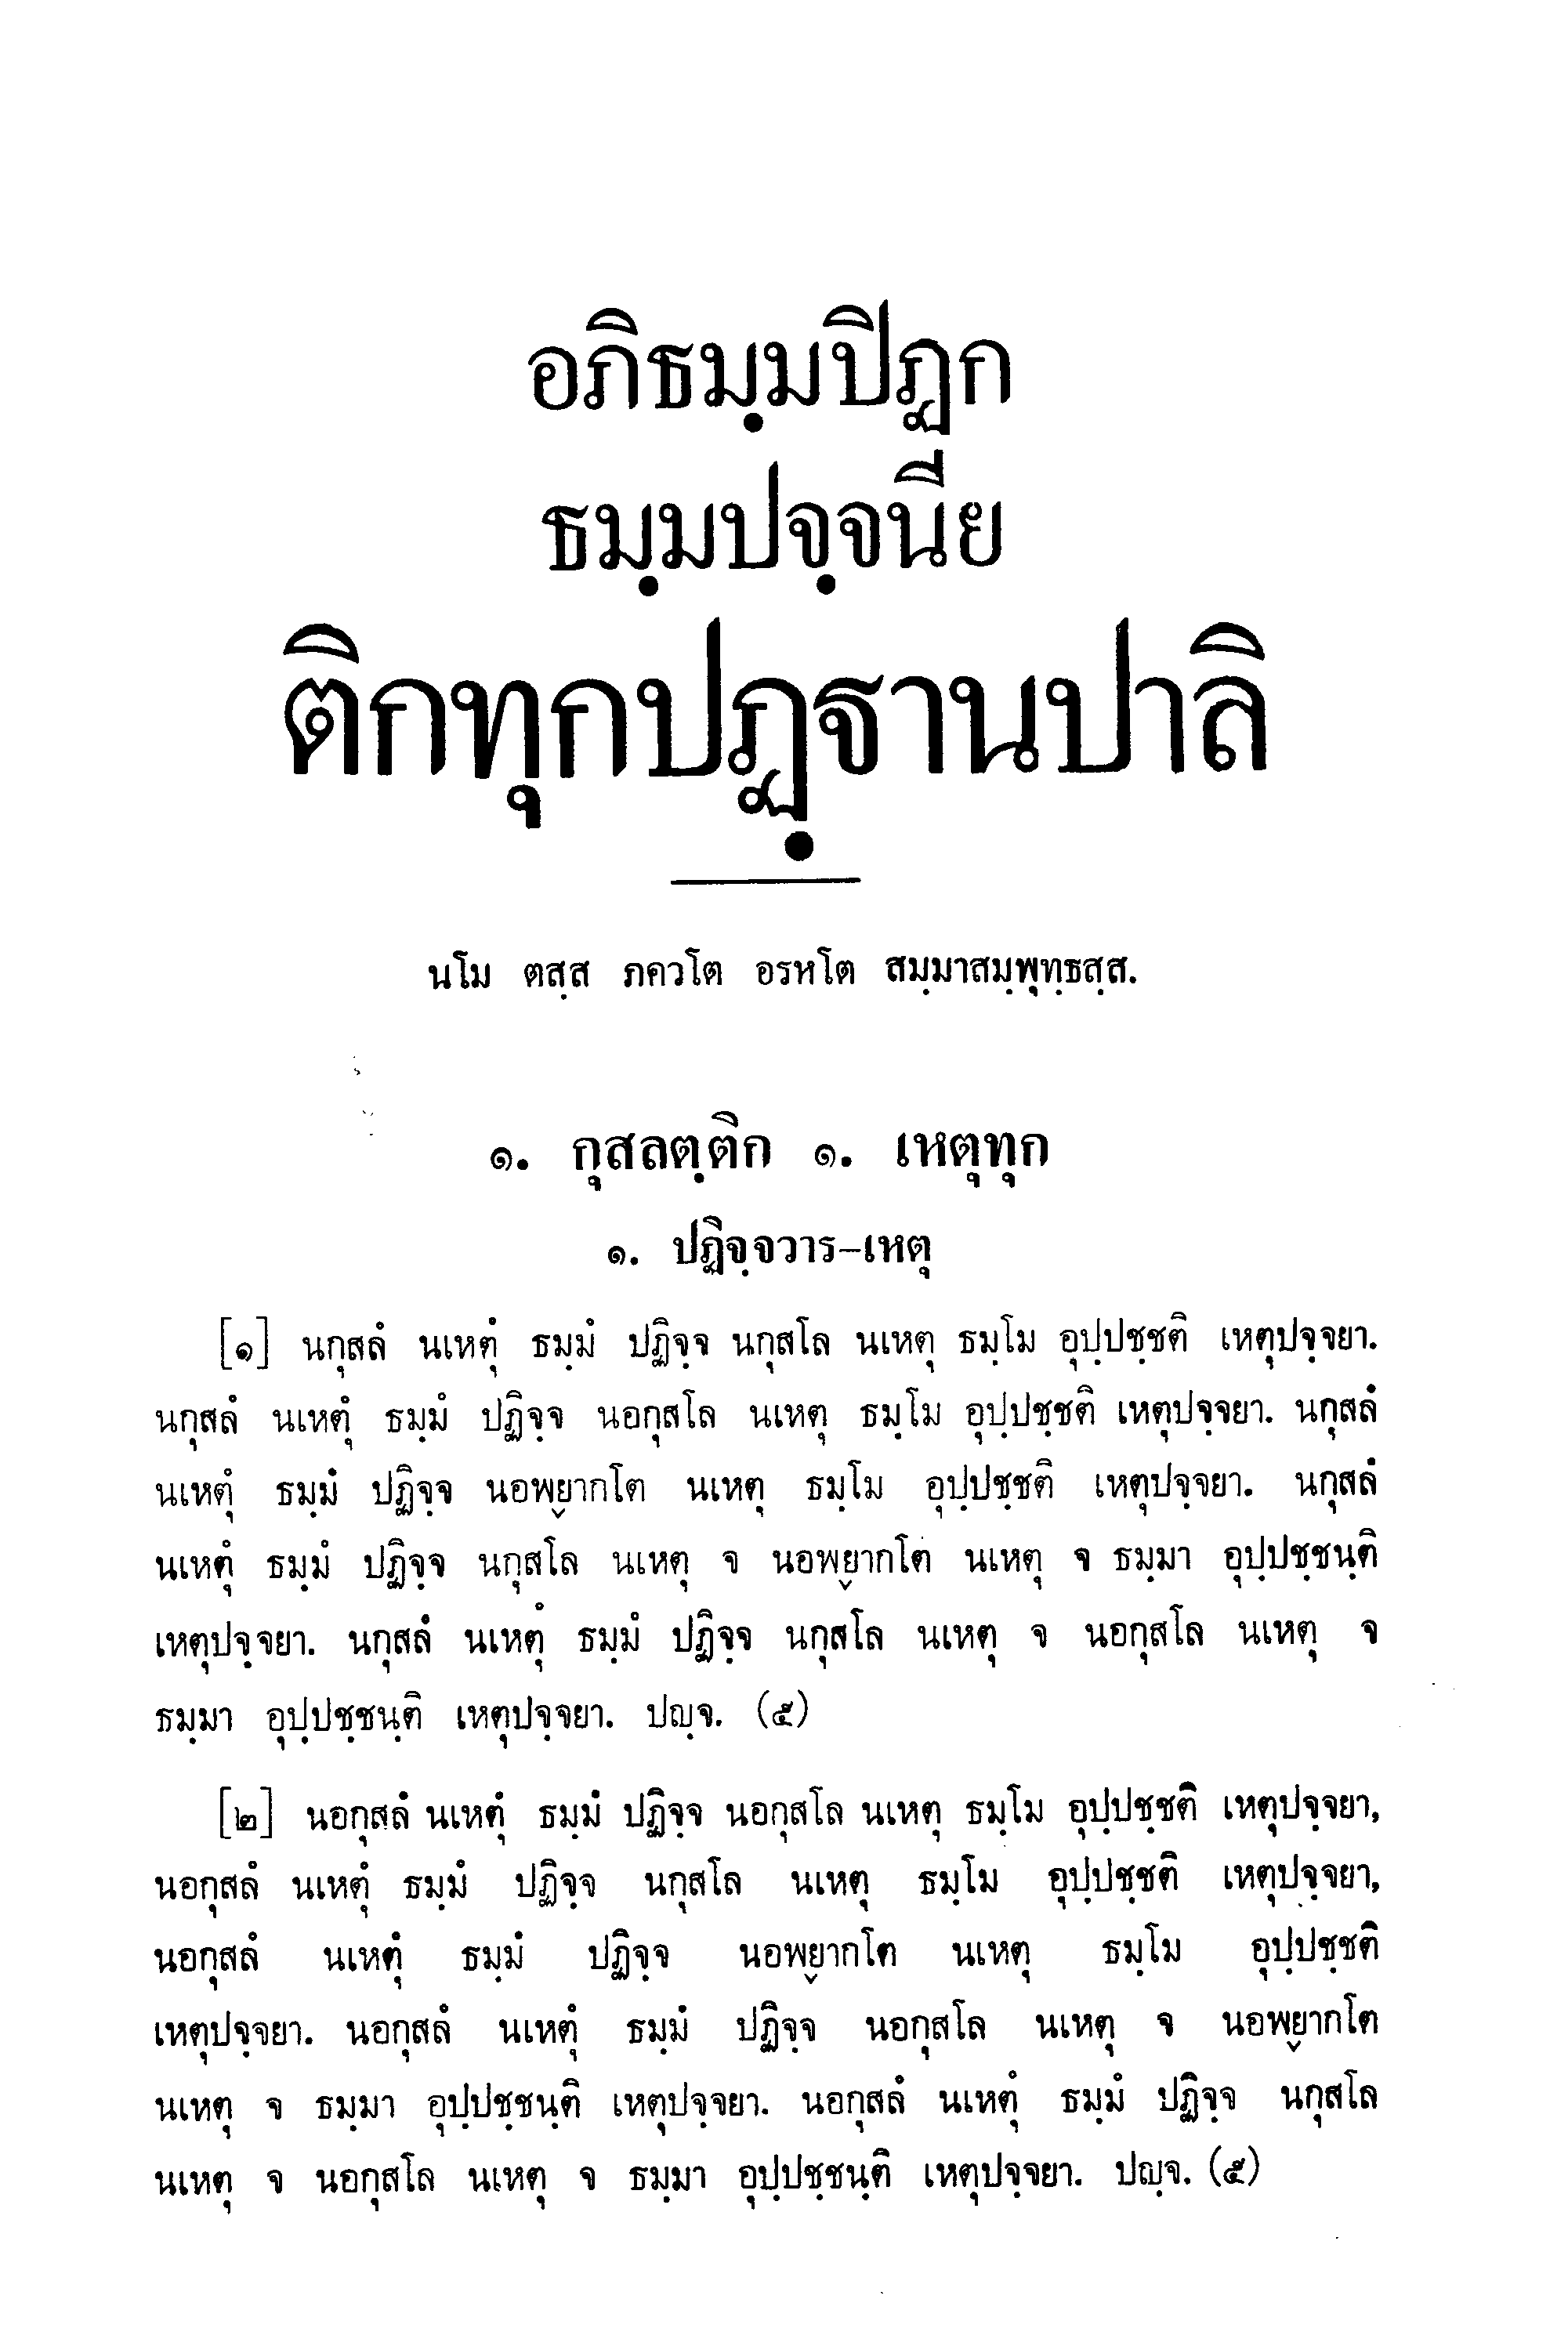 อภิธมฺมปิฏก
ธมฺมปจฺจนีย
ติกทุกปฏฺฐานปาลิ
นโม ตสฺส ภควโต อรหโต สมฺมาสมฺพุทฺธสฺส.
๑. กุสลตฺติก ๑. เหตุทุก
๑. ปฏิจฺจวาร-เหตุ
[๑] นกุสลํ นเหตุํ ธมฺมํ ปฏิจฺจ นกุสโล นเหตุ ธมฺโม อุปฺปชฺชติ เหตุปจฺจยา.
นกุสลํ นเหตุํ ธมฺมํ ปฏิจฺจ นอกุสโล นเหตุ ธมฺโม อุปฺปชฺชติ เหตุปจฺจยา. นกุสลํ
นเหตุํ ธมฺมํ ปฏิจฺจ นอพฺยากโต นเหตุ ธมฺโม อุปฺปชฺชติ เหตุปจฺจยา. นกุสลํ
นเหตุํ ธมฺมํ ปฏิจฺจ นกุสโล นเหตุ จ นอพฺยากโต นเหตุ จ ธมฺมา อุปฺปชฺชนฺติ
เหตุปจฺจยา. นกุสลํ นเหตุํ ธมฺมํ ปฏิจฺจ นกุสโล นเหตุ จ นอกุสโล นเหตุ จ
ธมฺมา อุปฺปชฺชนฺติ เหตุปจฺจยา. ปญฺจ. (๕)
[๒] นอกุสลํ นเหตุํ ธมฺมํ ปฏิจฺจ นอกุสโล นเหตุ ธมฺโม อุปฺปชฺชติ เหตุปจฺจยา,
นอกุสลํ นเหตุํ ธมฺมํ ปฏิจฺจ นกุสโล นเหตุ ธมฺโม อุปฺปชฺชติ เหตุปจฺจยา,
นอกุสลํ นเหตุํ ธมฺมํ ปฏิจฺจ นอพฺยากโต นเหตุ ธมฺโม อุปฺปชฺชติ
เหตุปจฺจยา. นอกุสลํ นเหตุํ ธมฺมํ ปฏิจฺจ นอกุสโล นเหตุ จ นอพฺยากโต
นเหตุ จ ธมฺมา อุปฺปชฺชนฺติ เหตุปจฺจยา. นอกุสลํ นเหตุํ ธมฺมํ ปฏิจฺจ นกุสโล
นเหตุ จ นอกุสโล นเหตุ จ ธมฺมา อุปฺปชฺชนฺติ เหตุปจฺจยา. ปญฺจ. (๕)